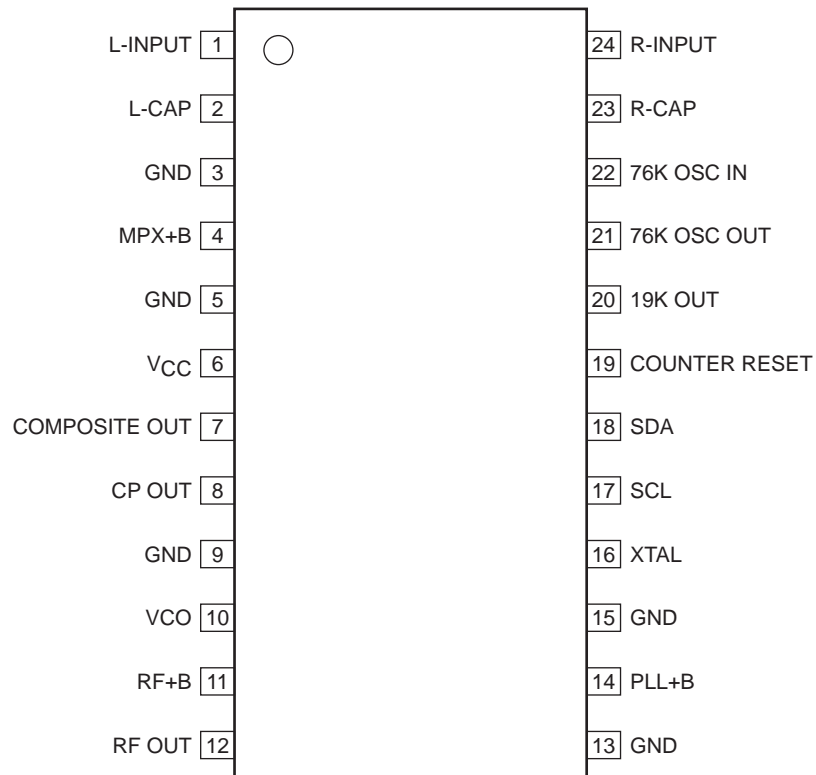 L-INPUT 1 24 R-INPUT
L-CAP 2 23 R-CAP
GND 3 22 76K OSC IN
MPX+B 4 21 76K OSC OUT
GND 5 20 19K OUT
VCC 6 19 COUNTER RESET
COMPOSITE OUT 7 18 SDA
CP OUT 8 17 SCL
GND 9 16 XTAL
VCO 10 15 GND
RF+B 11 14 PLL+B
RF OUT 12 13 GND